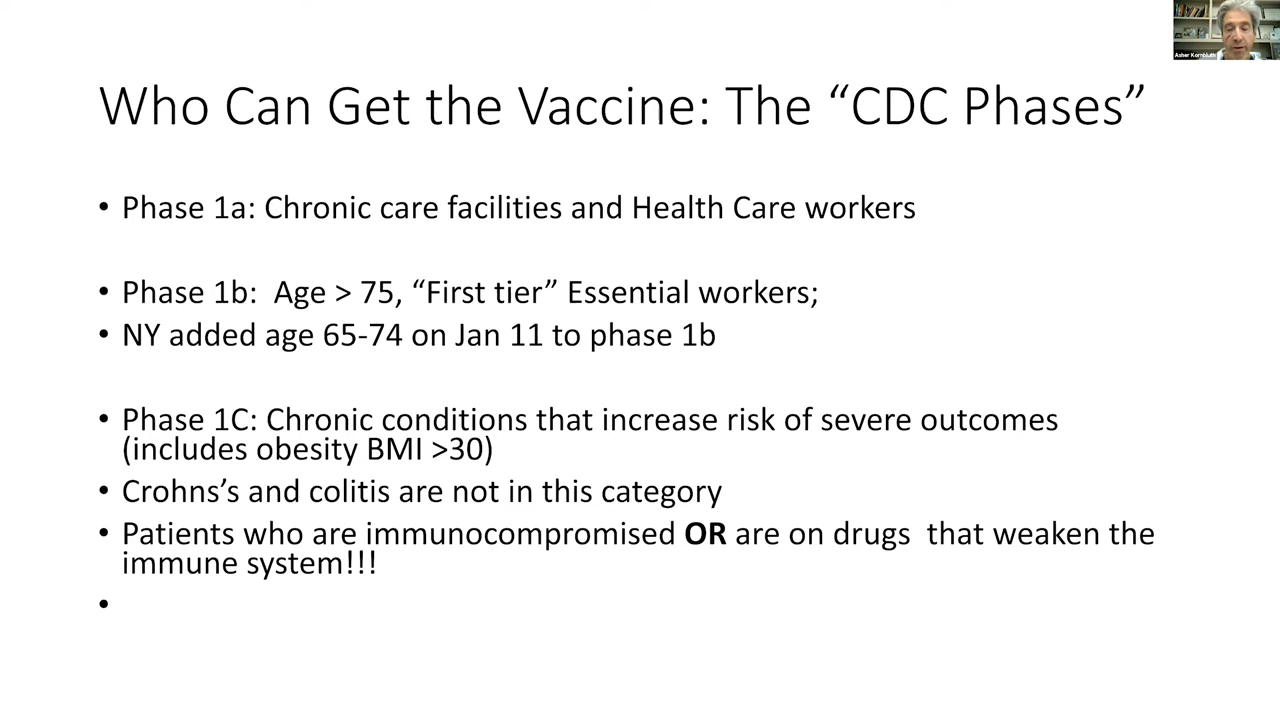 Asher Kornbluth
Who Can Get the Vaccine: The “CDC Phases”
• Phase 1a: Chronic care facilities and Health Care workers
• Phase 1b:  Age > 75, “First tier” Essential workers;
• NY added age 65-74 on Jan 11 to phase 1b
• Phase 1C: Chronic conditions that increase risk of severe outcomes
(includes obesity BMI >30)
• Crohns’s and colitis are not in this category
• Patients who are immunocompromised OR are on drugs  that weaken the
immune system!!!
•